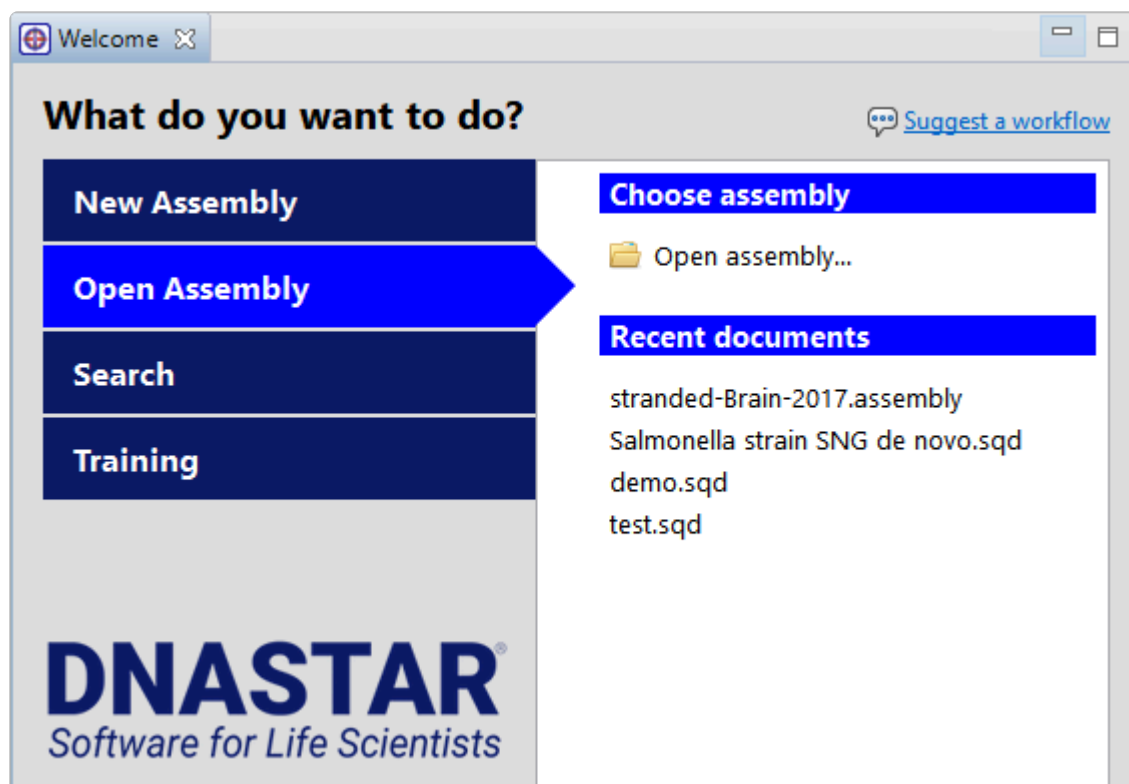 Welcome
What do you want to do?
Suggest a workflow
New Assembly
Open Assembly
Search
Training
Choose assembly
Open assembly...
Recent documents
stranded-Brain-2017.assembly
Salmonella strain SNG de novo.sqd
demo.sqd
test.sqd
DNASTAR®
Software for Life Scientists